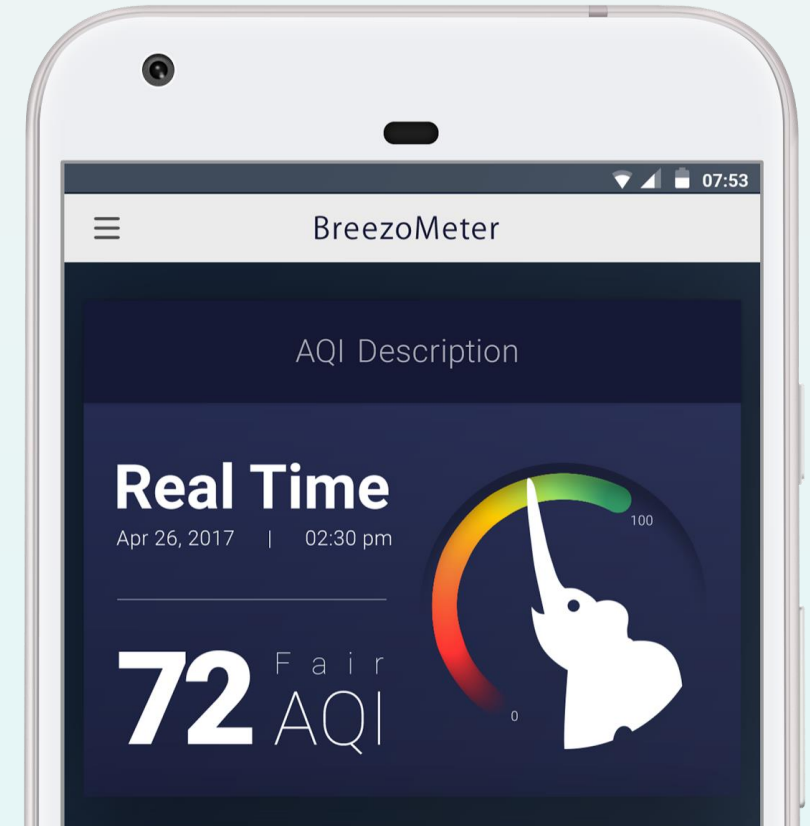 07:53
BreezoMeter
AQI Description
Real Time
Apr 26, 2017 | 02:30 pm
100
72 Fair
AQI
0